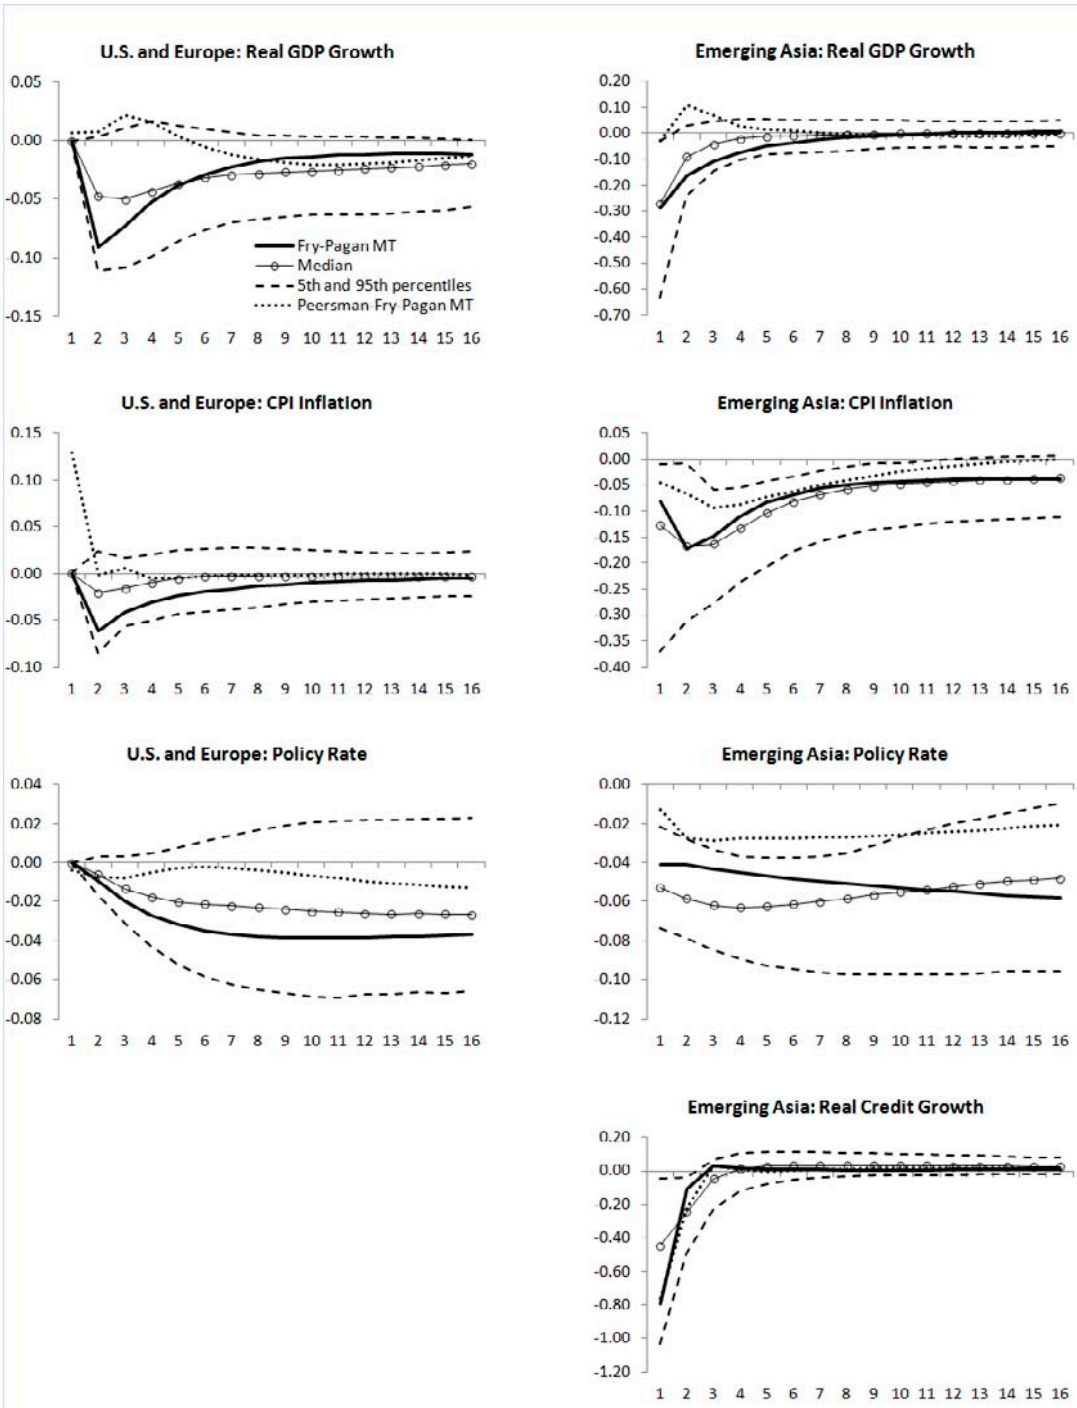 U.S. and Europe: Real GDP Growth
0.05
0.00
-0.05
-0.10
-0.15
Fry-Pagan MT
Median
5th and 95th percentiles
Peersman-Fry-Pagan MT
1 2 3 4 5 6 7 8 9 10 11 12 13 14 15 16
Emerging Asia: Real GDP Growth
0.20
0.10
0.00
-0.10
-0.20
-0.30
-0.40
-0.50
-0.60
-0.70
1 2 3 4 5 6 7 8 9 10 11 12 13 14 15 16
U.S. and Europe: CPI Inflation
0.15
0.10
0.05
0.00
-0.05
-0.10
1 2 3 4 5 6 7 8 9 10 11 12 13 14 15 16
Emerging Asia: CPI Inflation
0.05
0.00
-0.05
-0.10
-0.15
-0.20
-0.25
-0.30
-0.35
-0.40
1 2 3 4 5 6 7 8 9 10 11 12 13 14 15 16
U.S. and Europe: Policy Rate
0.04
0.02
0.00
-0.02
-0.04
-0.06
-0.08
1 2 3 4 5 6 7 8 9 10 11 12 13 14 15 16
Emerging Asia: Policy Rate
0.00
-0.02
-0.04
-0.06
-0.08
-0.10
-0.12
1 2 3 4 5 6 7 8 9 10 11 12 13 14 15 16
Emerging Asia: Real Credit Growth
0.20
0.00
-0.20
-0.40
-0.60
-0.80
-1.00
-1.20
1 2 3 4 5 6 7 8 9 10 11 12 13 14 15 16